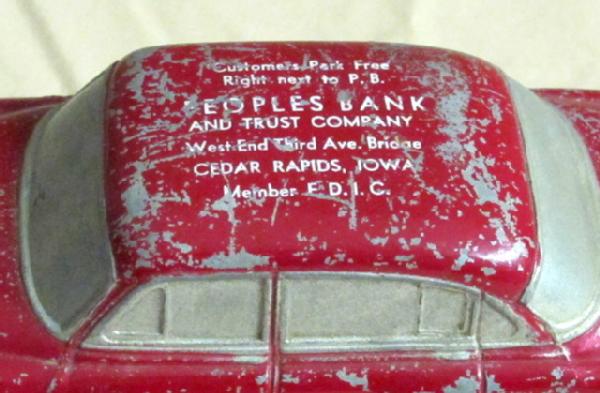 Customers Park Free
Right next to P. B.
PEOPLES BANK
AND TRUST COMPANY
West End Third Ave. Bridge
CEDAR RAPIDS, IOWA
Member F. D. I. C.